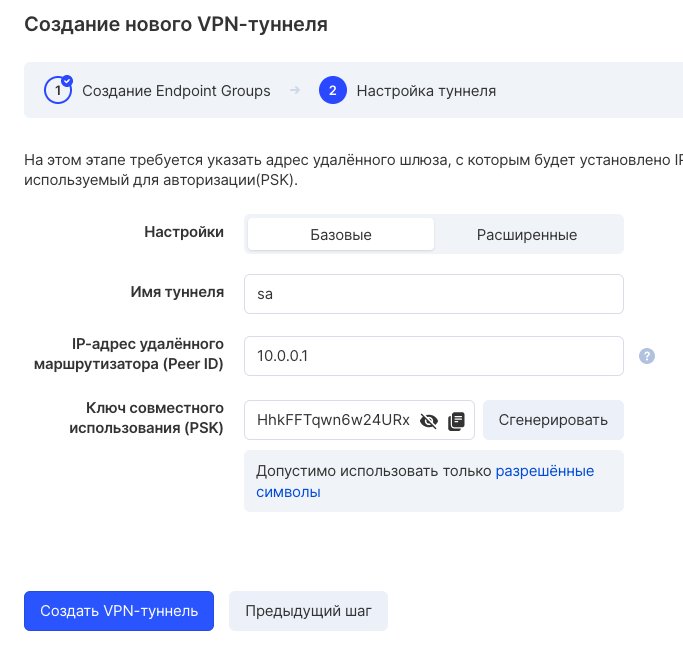 Создание нового VPN-туннеля
1 Создание Endpoint Groups → 2 Настройка туннеля
На этом этапе требуется указать адрес удалённого шлюза, с которым будет установлено IP
используемый для авторизации(PSK).
Настройки Базовые Расширенные
Имя туннеля sa
IP-адрес удалённого
маршрутизатора (Peer ID) 10.0.0.1 ?
Ключ совместного
использования (PSK) HhkFFTqwn6w24URx Сгенерировать
Допустимо использовать только разрешённые
символы
Создать VPN-туннель Предыдущий шаг